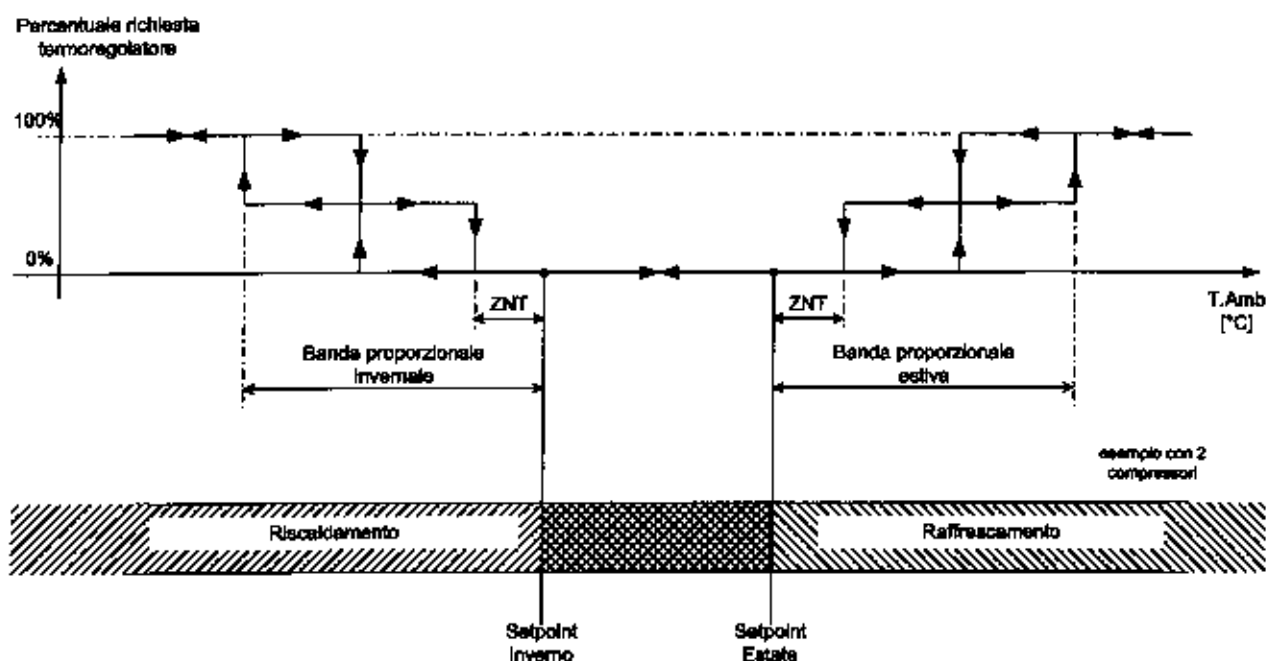 Percentuale richiesta
termoregolatore
100%
0%
ZNT
ZNT
T.Amb
[°C]
Banda proporzionale
invernale
Banda proporzionale
estiva
esempio con 2
compressori
Riscaldamento
Raffrescamento
Setpoint
Inverno
Setpoint
Estate